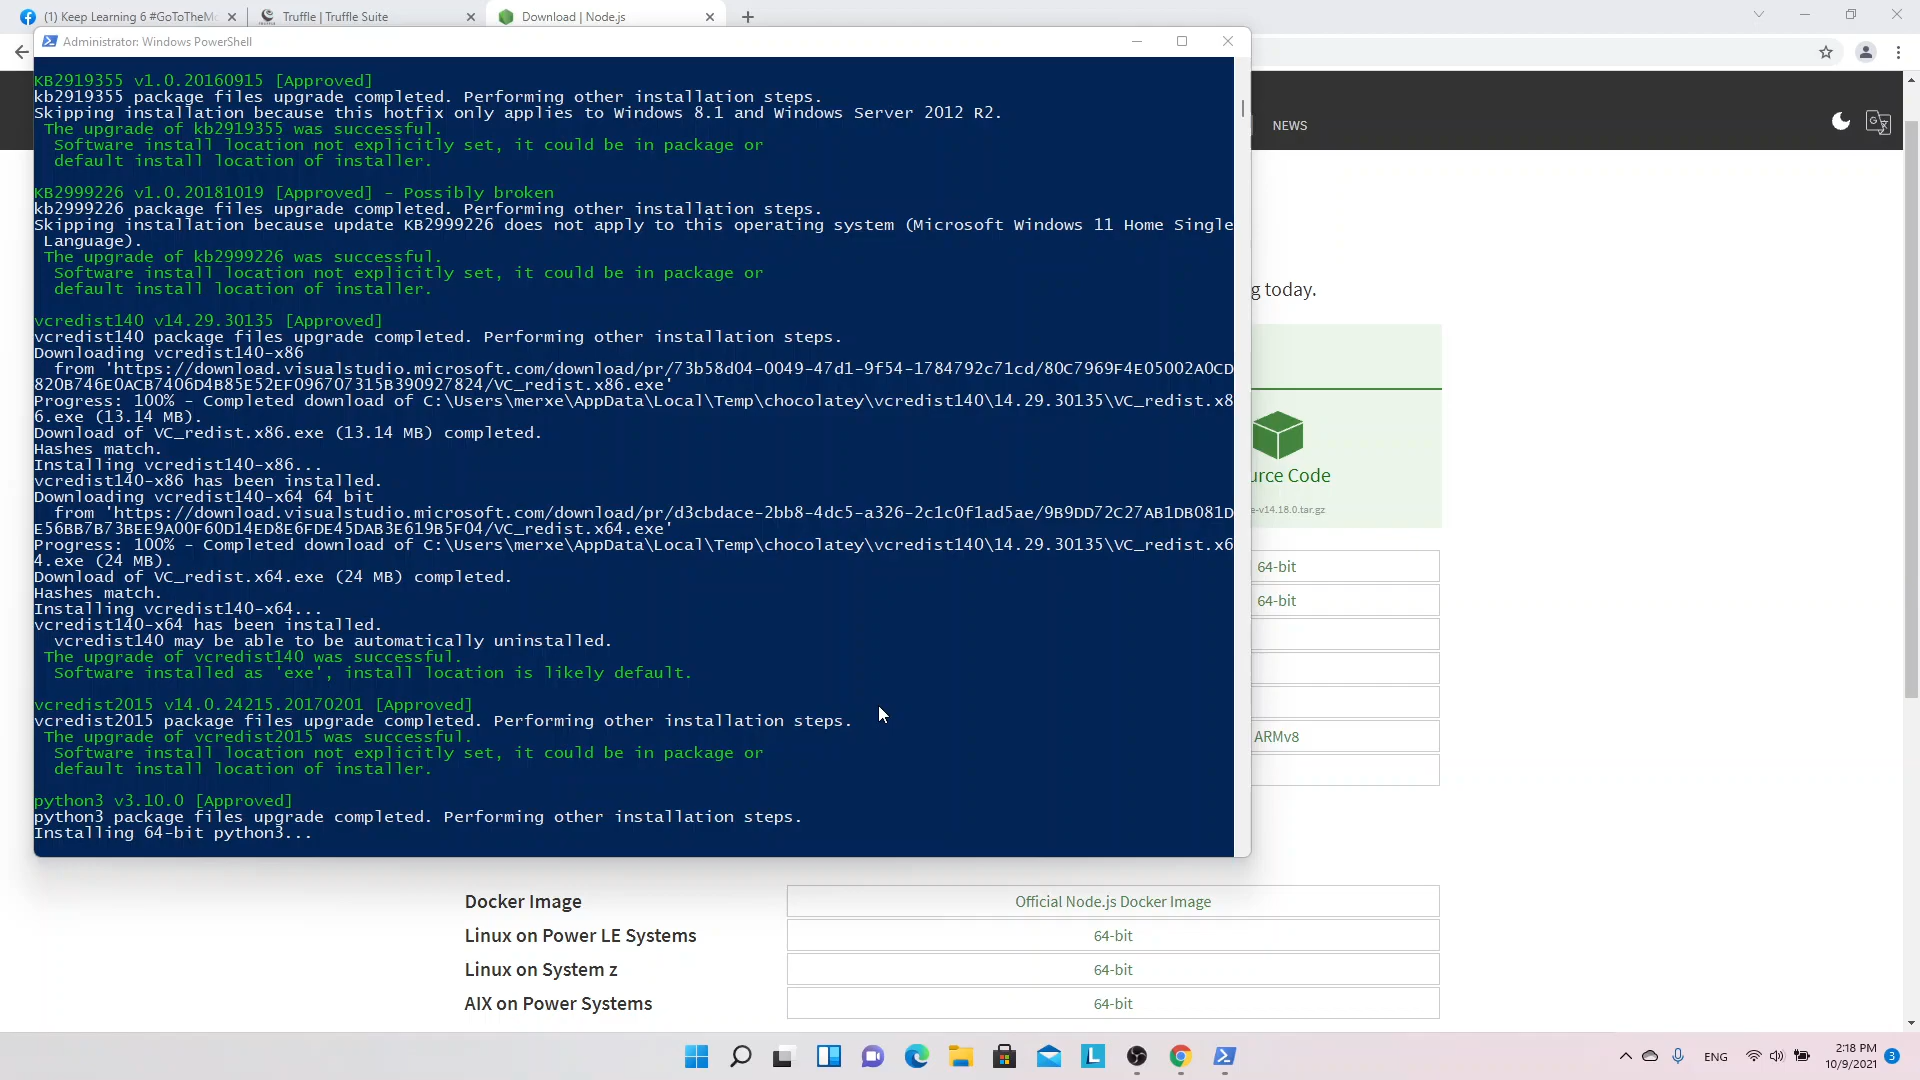 (1) Keep Learning 6 #GoToTheMo
Truffle | Truffle Suite
Download | Node.js
Administrator: Windows PowerShell
NEWS
KB2919355 v1.0.20160915 [Approved]
kb2919355 package files upgrade completed. Performing other installation steps.
Skipping installation because this hotfix only applies to Windows 8.1 and Windows Server 2012 R2.
The upgrade of kb2919355 was successful.
Software install location not explicitly set, it could be in package or
default install location of installer.
KB2999226 v1.0.20181019 [Approved] - Possibly broken
kb2999226 package files upgrade completed. Performing other installation steps.
Skipping installation because update KB2999226 does not apply to this operating system (Microsoft Windows 11 Home Single
Language).
The upgrade of kb2999226 was successful.
Software install location not explicitly set, it could be in package or
default install location of installer.
vcredist140 v14.29.30135 [Approved]
vcredist140 package files upgrade completed. Performing other installation steps.
Downloading vcredist140-x86
from 'https://download.visualstudio.microsoft.com/download/pr/73b58d04-0049-47d1-9f54-1784792c71cd/80C7969F4E05002A0CD
820B746E0ACB7406D4B85E52EF096707315B390927824/VC_redist.x86.exe'
Progress: 100% - Completed download of C:\Users\merxe\AppData\Local\Temp\chocolatey\vcredist140\14.29.30135\VC_redist.x8
6.exe (13.14 MB).
Download of VC_redist.x86.exe (13.14 MB) completed.
Hashes match.
Installing vcredist140-x86...
vcredist140-x86 has been installed.
Downloading vcredist140-x64 64 bit
from 'https://download.visualstudio.microsoft.com/download/pr/d3cbdace-2bb8-4dc5-a326-2c1c0f1ad5ae/9B9DD72C27AB1DB081D
E56BB7B73BEE9A00F60D14ED8E6FDE45DAB3E619B5F04/VC_redist.x64.exe'
Progress: 100% - Completed download of C:\Users\merxe\AppData\Local\Temp\chocolatey\vcredist140\14.29.30135\VC_redist.x6
4.exe (24 MB).
Download of VC_redist.x64.exe (24 MB) completed.
Hashes match.
Installing vcredist140-x64...
vcredist140-x64 has been installed.
vcredist140 may be able to be automatically uninstalled.
The upgrade of vcredist140 was successful.
Software installed as 'exe', install location is likely default.
vcredist2015 v14.0.24215.20170201 [Approved]
vcredist2015 package files upgrade completed. Performing other installation steps.
The upgrade of vcredist2015 was successful.
Software install location not explicitly set, it could be in package or
default install location of installer.
python3 v3.10.0 [Approved]
python3 package files upgrade completed. Performing other installation steps.
Installing 64-bit python3...
g today.
urce Code
e-v14.18.0.tar.gz
64-bit
64-bit
ARMv8
Docker Image
Official Node.js Docker Image
Linux on Power LE Systems
64-bit
Linux on System z
64-bit
AIX on Power Systems
64-bit
ENG
2:18 PM
10/9/2021
3